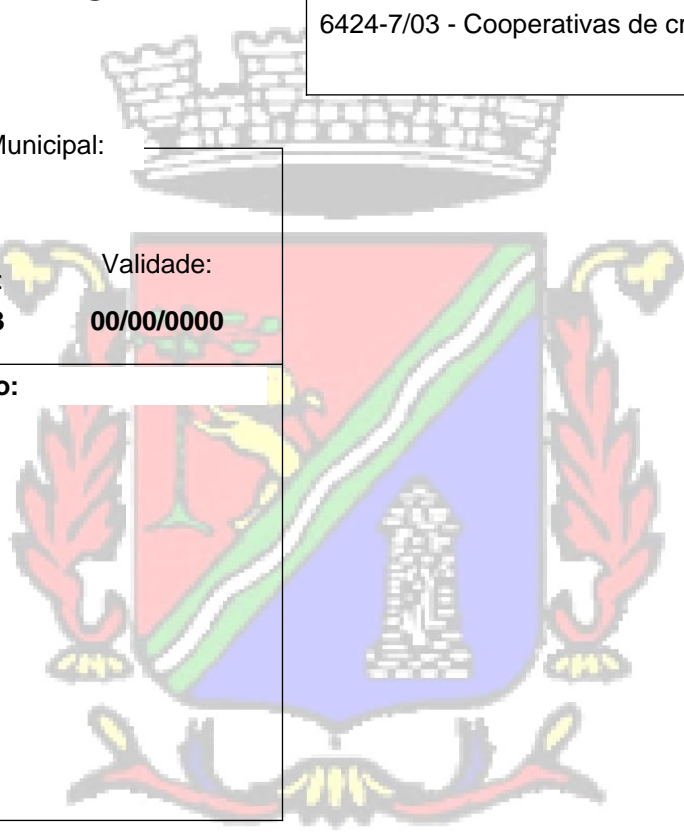 6424-7/03 - Cooperativas de cr
Municipal:
Validade:
00/00/0000
o: